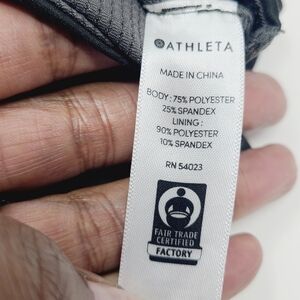 ATHLETA
MADE IN CHINA
BODY : 75% POLYESTER
25% SPANDEX
LINING :
90% POLYESTER
10% SPANDEX
RN 54023
FAIR TRADE
CERTIFIED
FACTORY